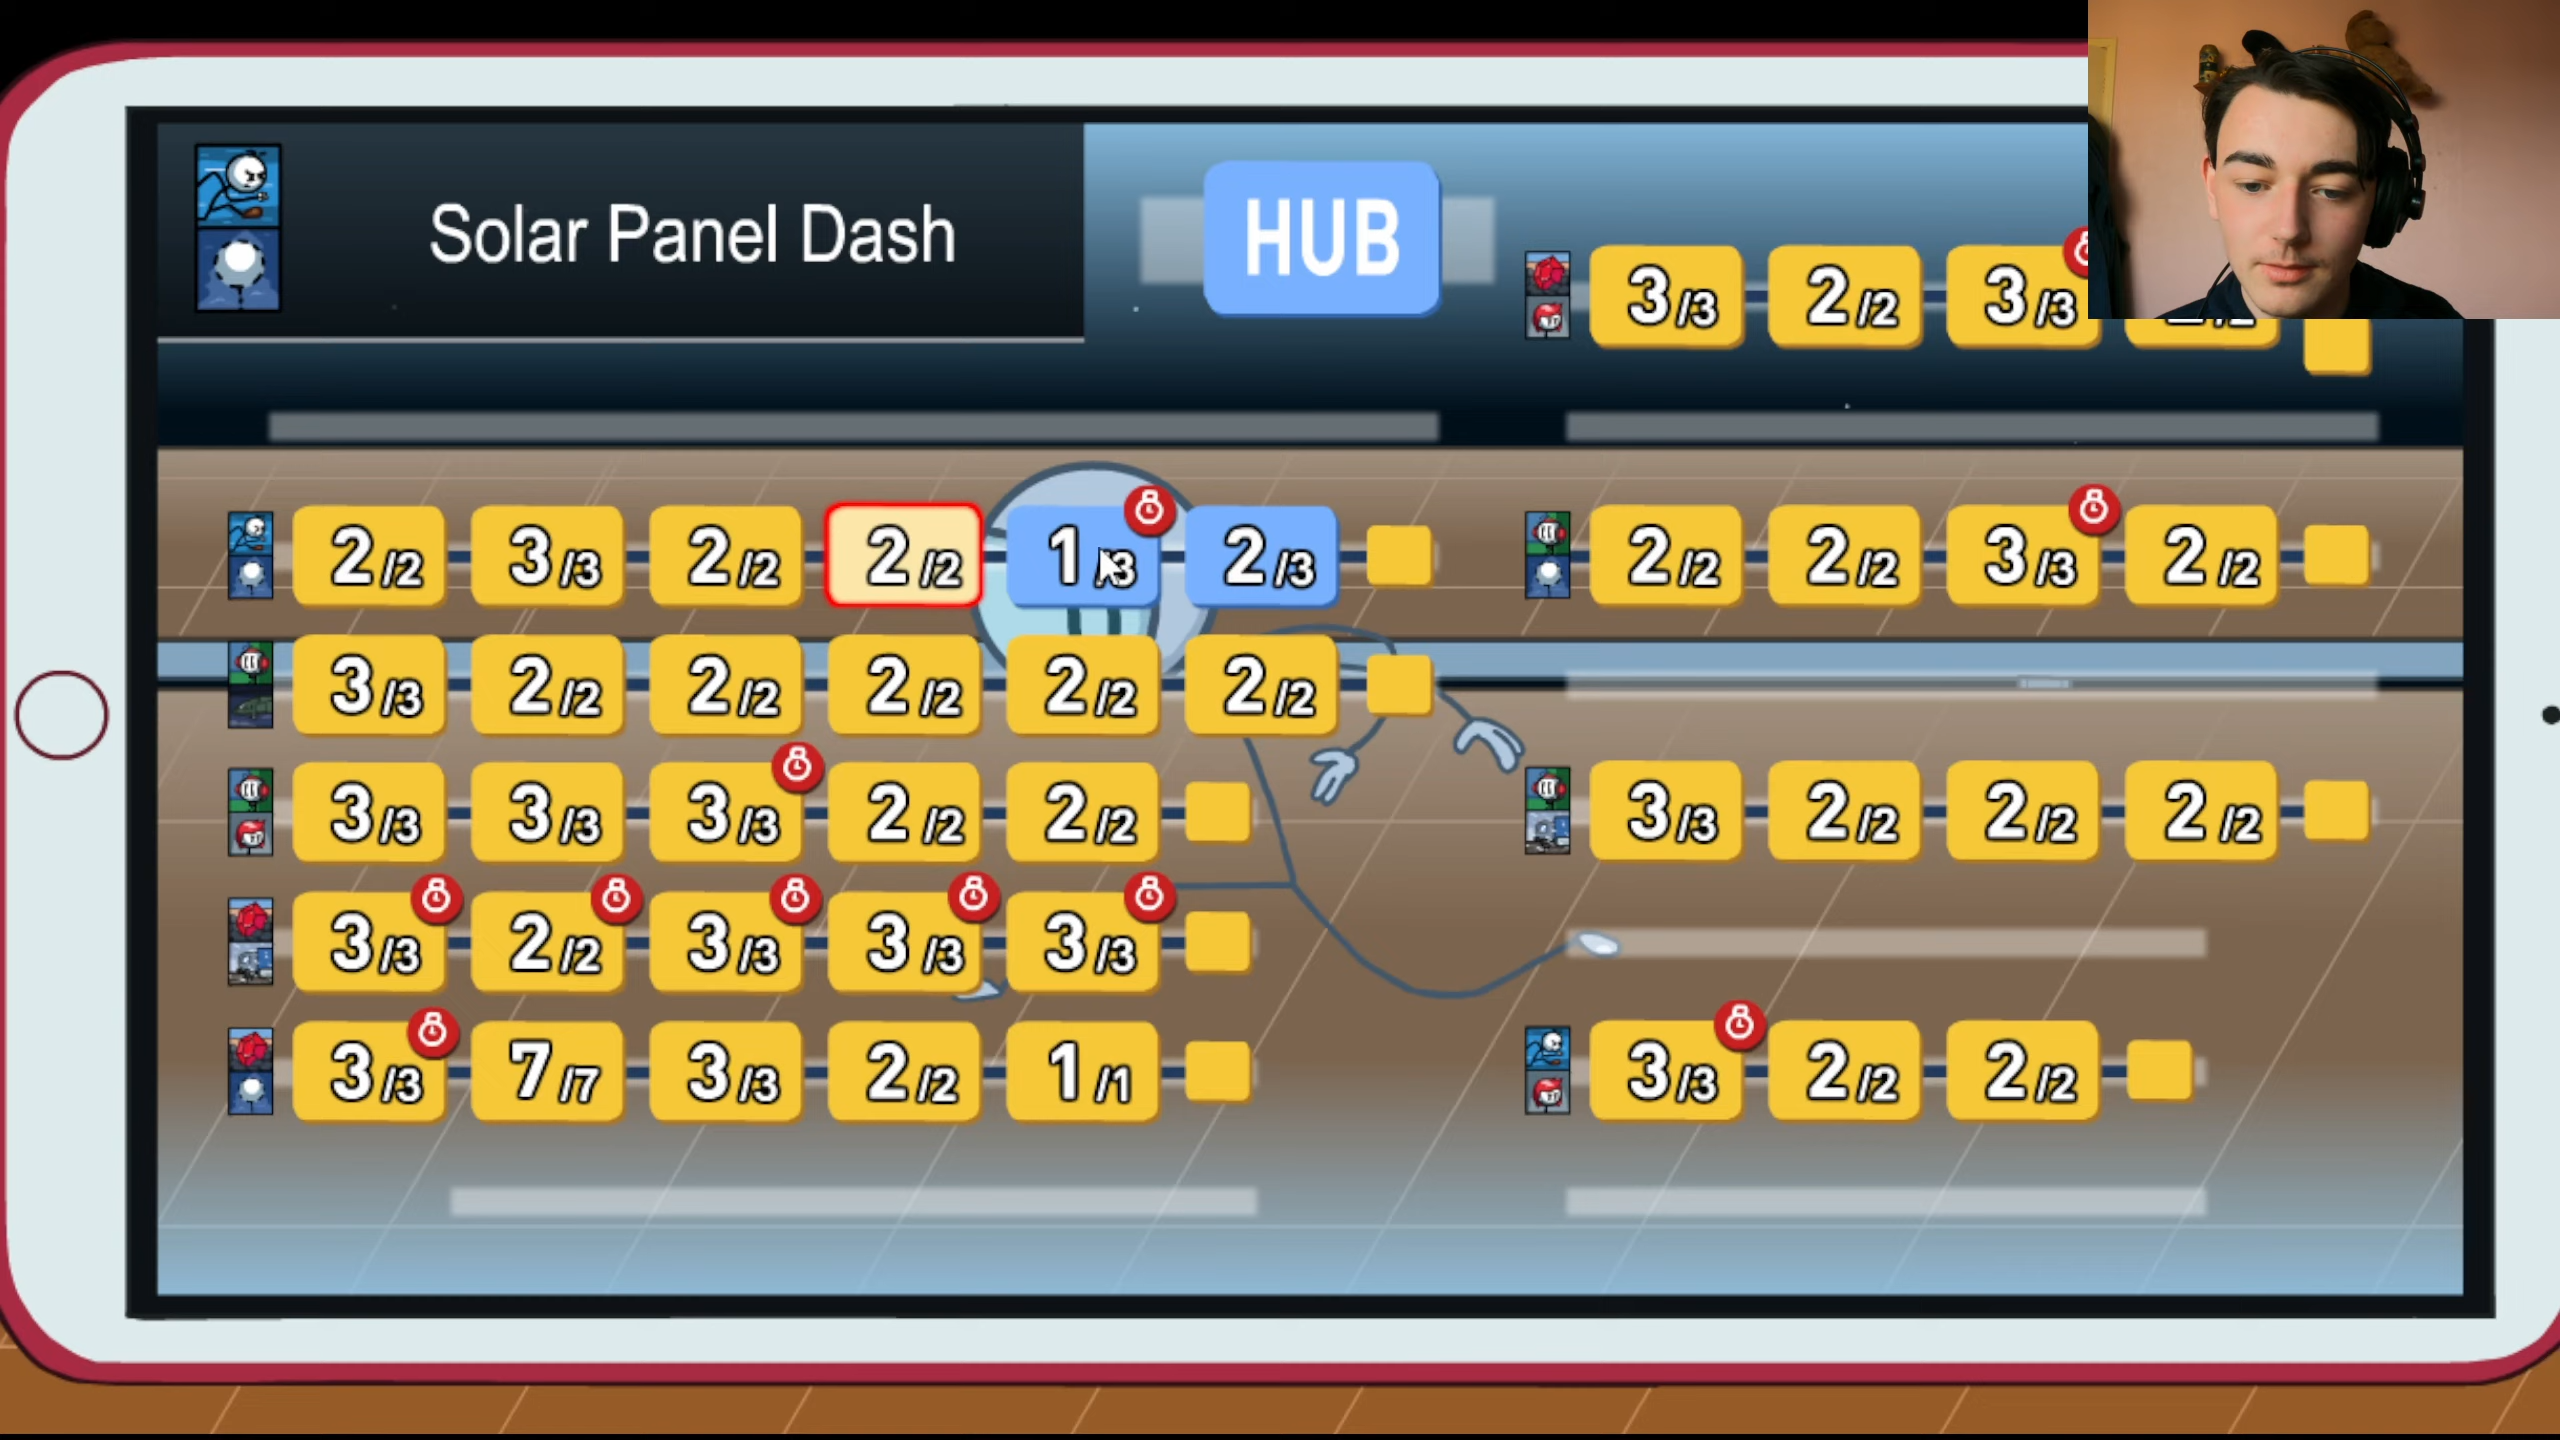 Solar Panel Dash
HUB
3/3 2/2 3/3
2/2 3/3 2/2 2/2 1/3 2/3
2/2 2/2 3/3 2/2
3/3 2/2 2/2 2/2 2/2 2/2
3/3 3/3 3/3 2/2 2/2
3/3 2/2 2/2 2/2
3/3 2/2 3/3 3/3 3/3
3/3 7/7 3/3 2/2 1/1
3/3 2/2 2/2